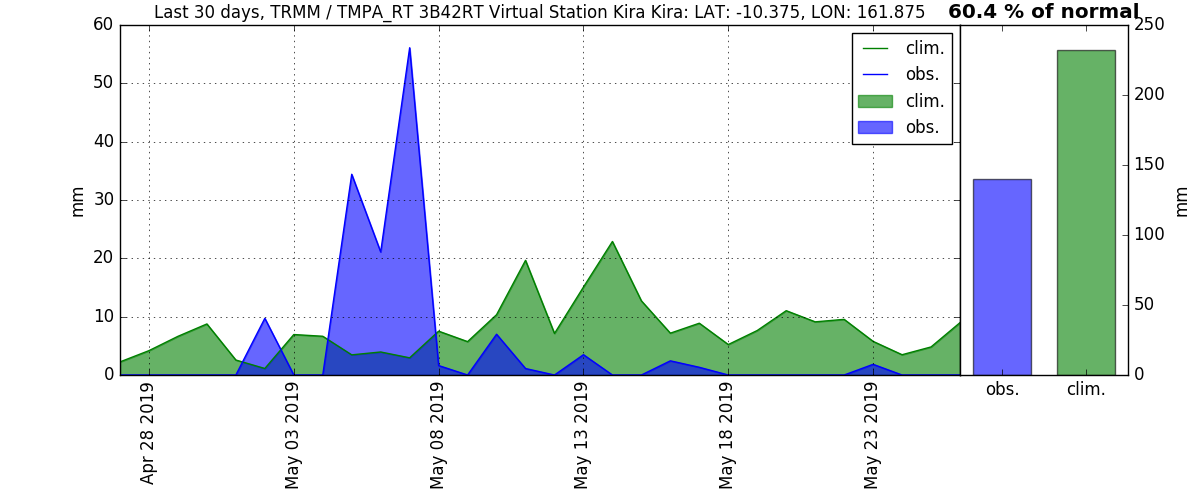 Last 30 days, TRMM / TMPA_RT 3B42RT Virtual Station Kira Kira: LAT: -10.375, LON: 161.875
60.4 % of normal
60
50
40
30
20
10
0
mm
clim.
obs.
clim.
obs.
Apr 28 2019
May 03 2019
May 08 2019
May 13 2019
May 18 2019
May 23 2019
250
200
150
100
50
0
mm
obs.
clim.